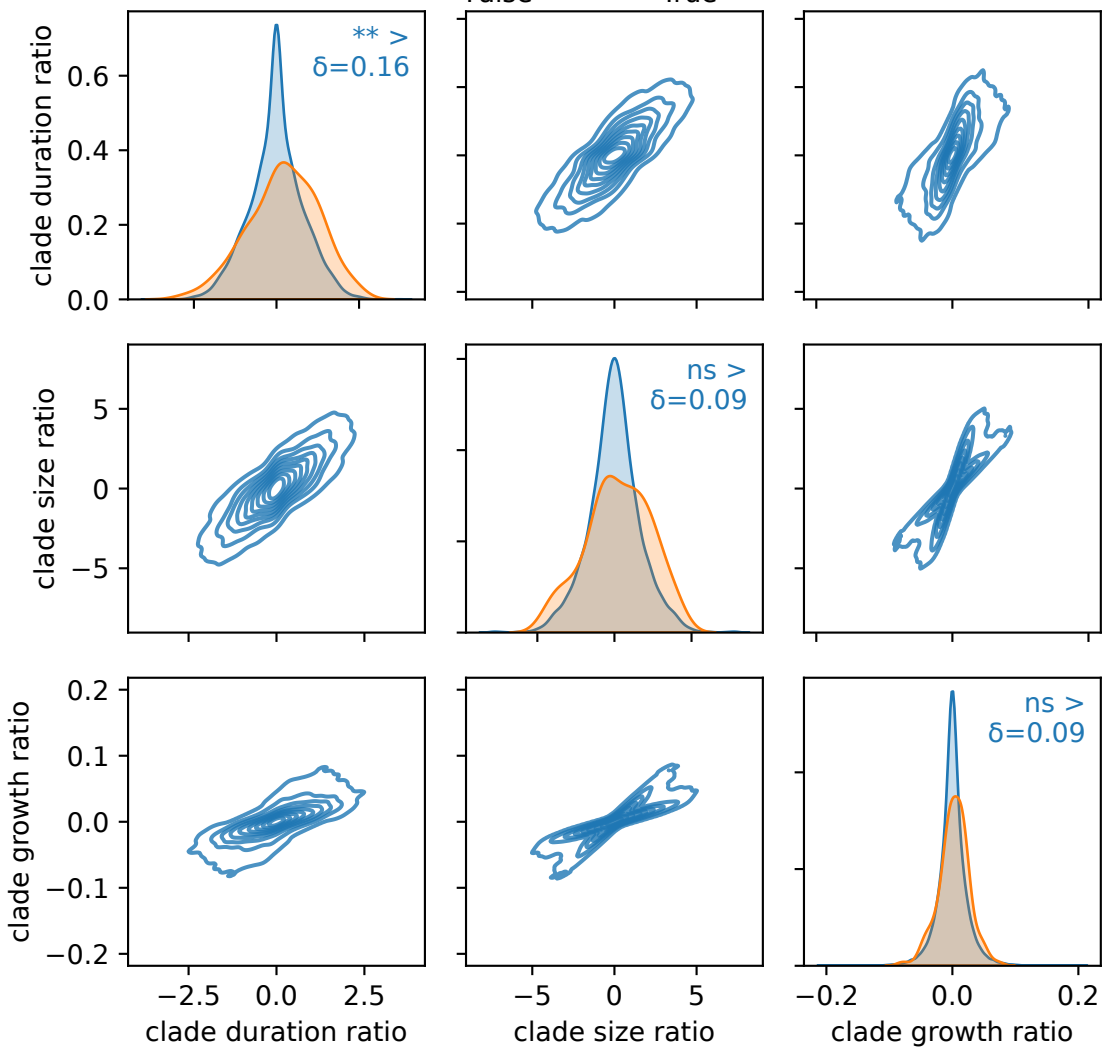 clade duration ratio
0.6
0.4
0.2
0.0
** >
δ=0.16
clade size ratio
5
0
−5
ns >
δ=0.09
clade growth ratio
0.2
0.1
0.0
−0.1
−0.2
ns >
δ=0.09
−2.5 0.0 2.5
−5 0 5
−0.2 0.0 0.2
clade duration ratio
clade size ratio
clade growth ratio